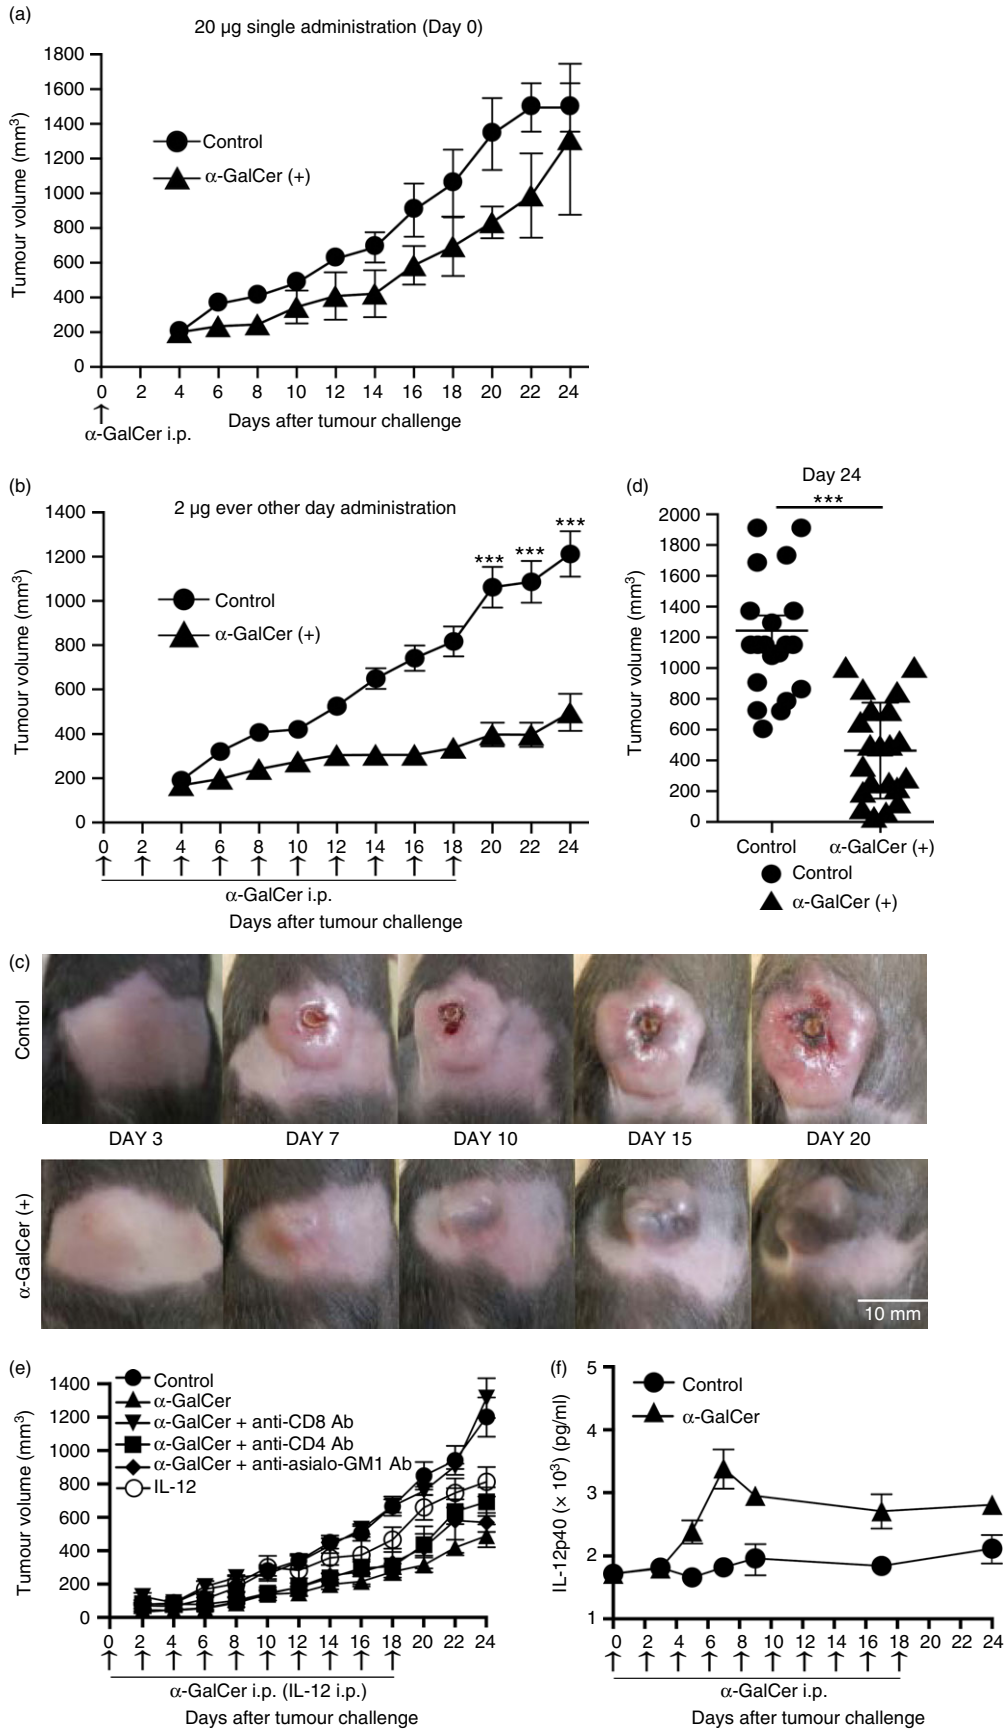 (a)
20 µg single administration (Day 0)
1800
1600
1400
1200
1000
800
600
400
200
0
Tumour volume (mm³)
Control
α-GalCer (+)
0 2 4 6 8 10 12 14 16 18 20 22 24
Days after tumour challenge
α-GalCer i.p.
(b)
2 µg ever other day administration
1400
1200
1000
800
600
400
200
0
Tumour volume (mm³)
Control
α-GalCer (+)
*** *** ***
0 2 4 6 8 10 12 14 16 18 20 22 24
α-GalCer i.p.
Days after tumour challenge
(d)
Day 24
***
2000
1800
1600
1400
1200
1000
800
600
400
200
0
Tumour volume (mm³)
Control α-GalCer (+)
Control
α-GalCer (+)
(c)
Control
DAY 3 DAY 7 DAY 10 DAY 15 DAY 20
α-GalCer (+)
10 mm
(e)
1400
1200
1000
800
600
400
200
0
Tumour volume (mm³)
Control
α-GalCer
α-GalCer + anti-CD8 Ab
α-GalCer + anti-CD4 Ab
α-GalCer + anti-asialo-GM1 Ab
IL-12
0 2 4 6 8 10 12 14 16 18 20 22 24
α-GalCer i.p. (IL-12 i.p.)
Days after tumour challenge
(f)
5
4
3
2
1
IL-12p40 (× 10³) (pg/ml)
Control
α-GalCer
0 2 4 6 8 10 12 14 16 18 20 22 24
α-GalCer i.p.
Days after tumour challenge